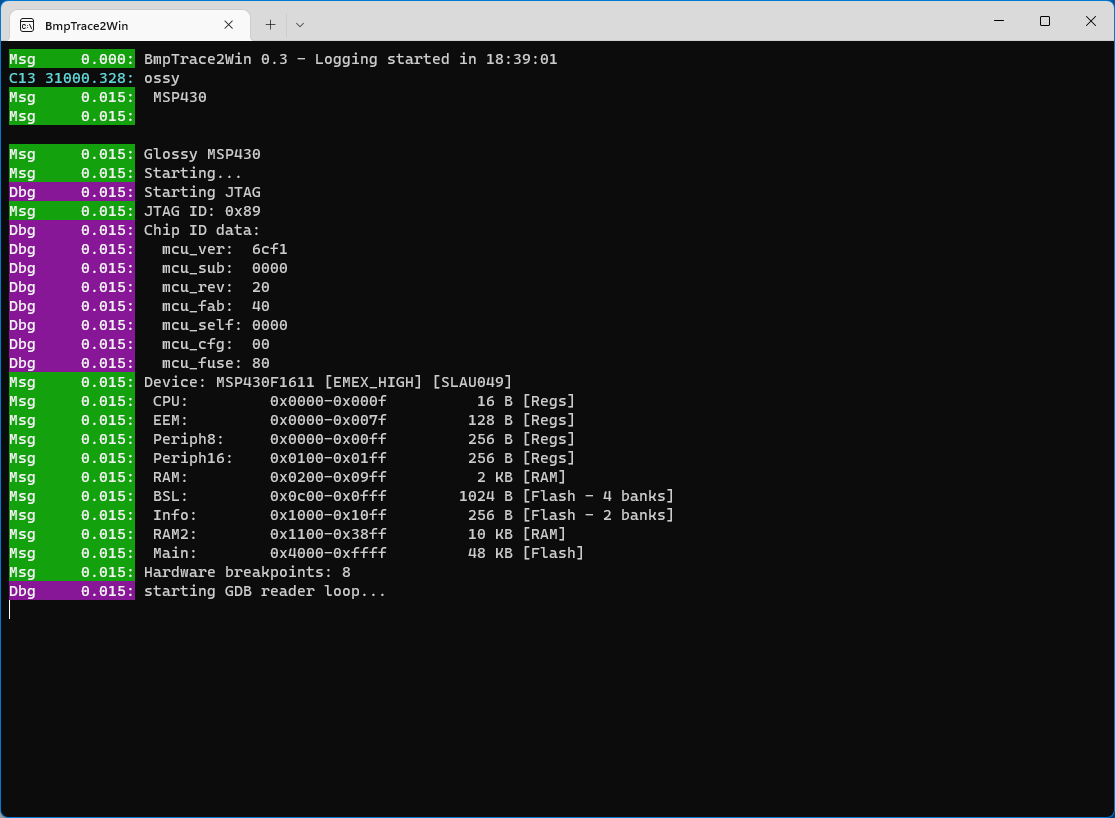 BmpTrace2Win
Msg     0.000: BmpTrace2Win 0.3 - Logging started in 18:39:01
C13 31000.328: ossy
Msg     0.015:  MSP430
Msg     0.015:
Msg     0.015: Glossy MSP430
Msg     0.015: Starting...
Dbg     0.015: Starting JTAG
Msg     0.015: JTAG ID: 0x89
Dbg     0.015: Chip ID data:
Dbg     0.015:   mcu_ver:  6cf1
Dbg     0.015:   mcu_sub:  0000
Dbg     0.015:   mcu_rev:  20
Dbg     0.015:   mcu_fab:  40
Dbg     0.015:   mcu_self: 0000
Dbg     0.015:   mcu_cfg:  00
Dbg     0.015:   mcu_fuse: 80
Msg     0.015: Device: MSP430F1611 [EMEX_HIGH] [SLAU049]
Msg     0.015:  CPU:         0x0000-0x000f          16 B [Regs]
Msg     0.015:  EEM:         0x0000-0x007f         128 B [Regs]
Msg     0.015:  Periph8:     0x0000-0x00ff         256 B [Regs]
Msg     0.015:  Periph16:    0x0100-0x01ff         256 B [Regs]
Msg     0.015:  RAM:         0x0200-0x09ff          2 KB [RAM]
Msg     0.015:  BSL:         0x0c00-0x0fff        1024 B [Flash - 4 banks]
Msg     0.015:  Info:        0x1000-0x10ff         256 B [Flash - 2 banks]
Msg     0.015:  RAM2:        0x1100-0x38ff         10 KB [RAM]
Msg     0.015:  Main:        0x4000-0xffff         48 KB [Flash]
Msg     0.015: Hardware breakpoints: 8
Dbg     0.015: starting GDB reader loop...